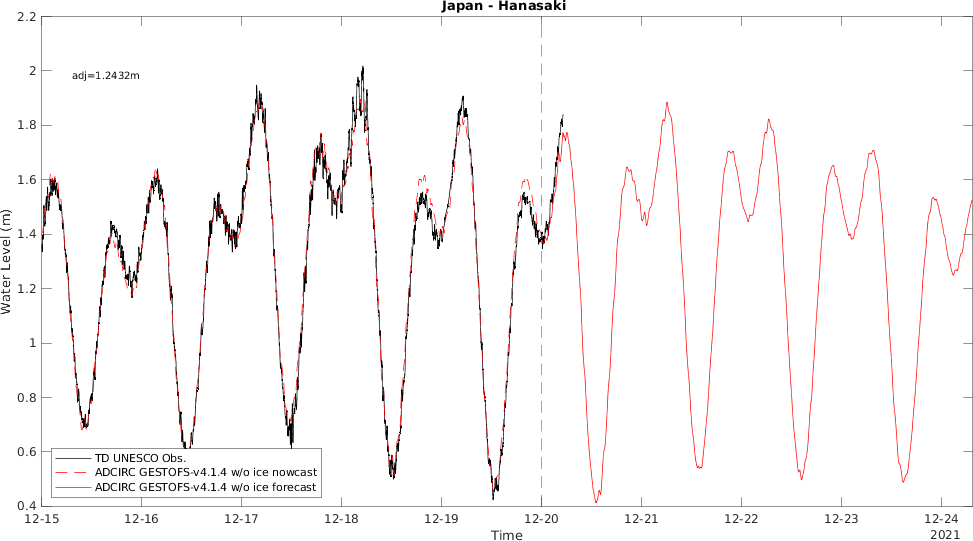 Japan - Hanasaki
2.2
2
1.8
1.6
1.4
1.2
1
0.8
0.6
0.4
Water Level (m)
adj=1.2432m
TD UNESCO Obs.
ADCIRC GESTOFS-v4.1.4 w/o ice nowcast
ADCIRC GESTOFS-v4.1.4 w/o ice forecast
12-15 12-16 12-17 12-18 12-19 12-20 12-21 12-22 12-23 12-24
Time
2021